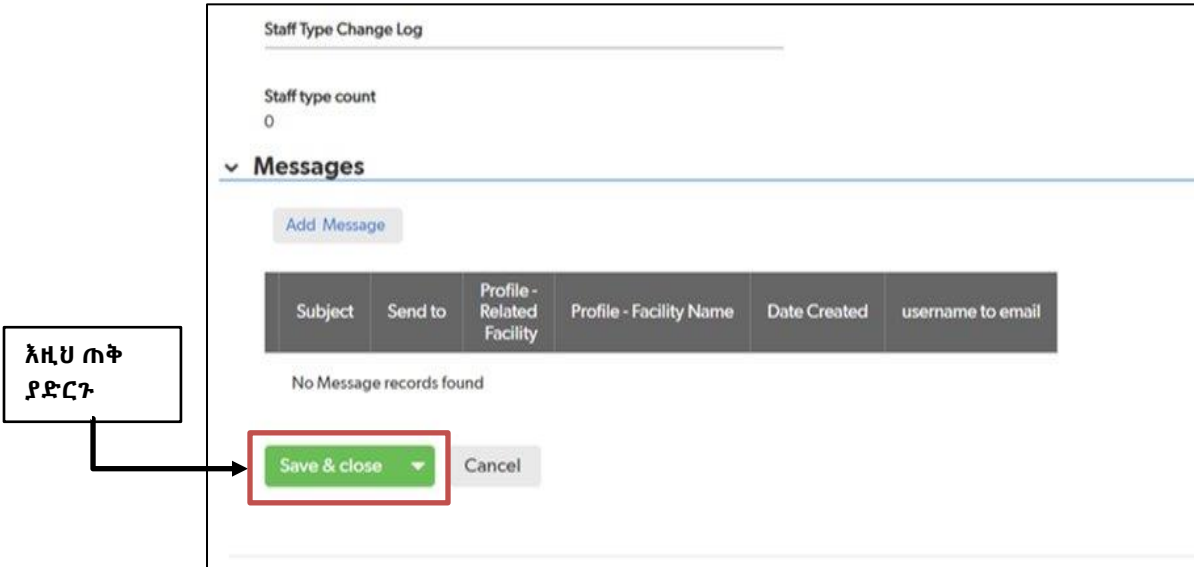 Staff Type Change Log
Staff type count
0
Messages
Add Message
Subject
Send to
Profile -
Related
Facility
Profile - Facility Name
Date Created
username to email
No Message records found
እዚህ ጠቅ
ያድርጉ
Save & close
Cancel